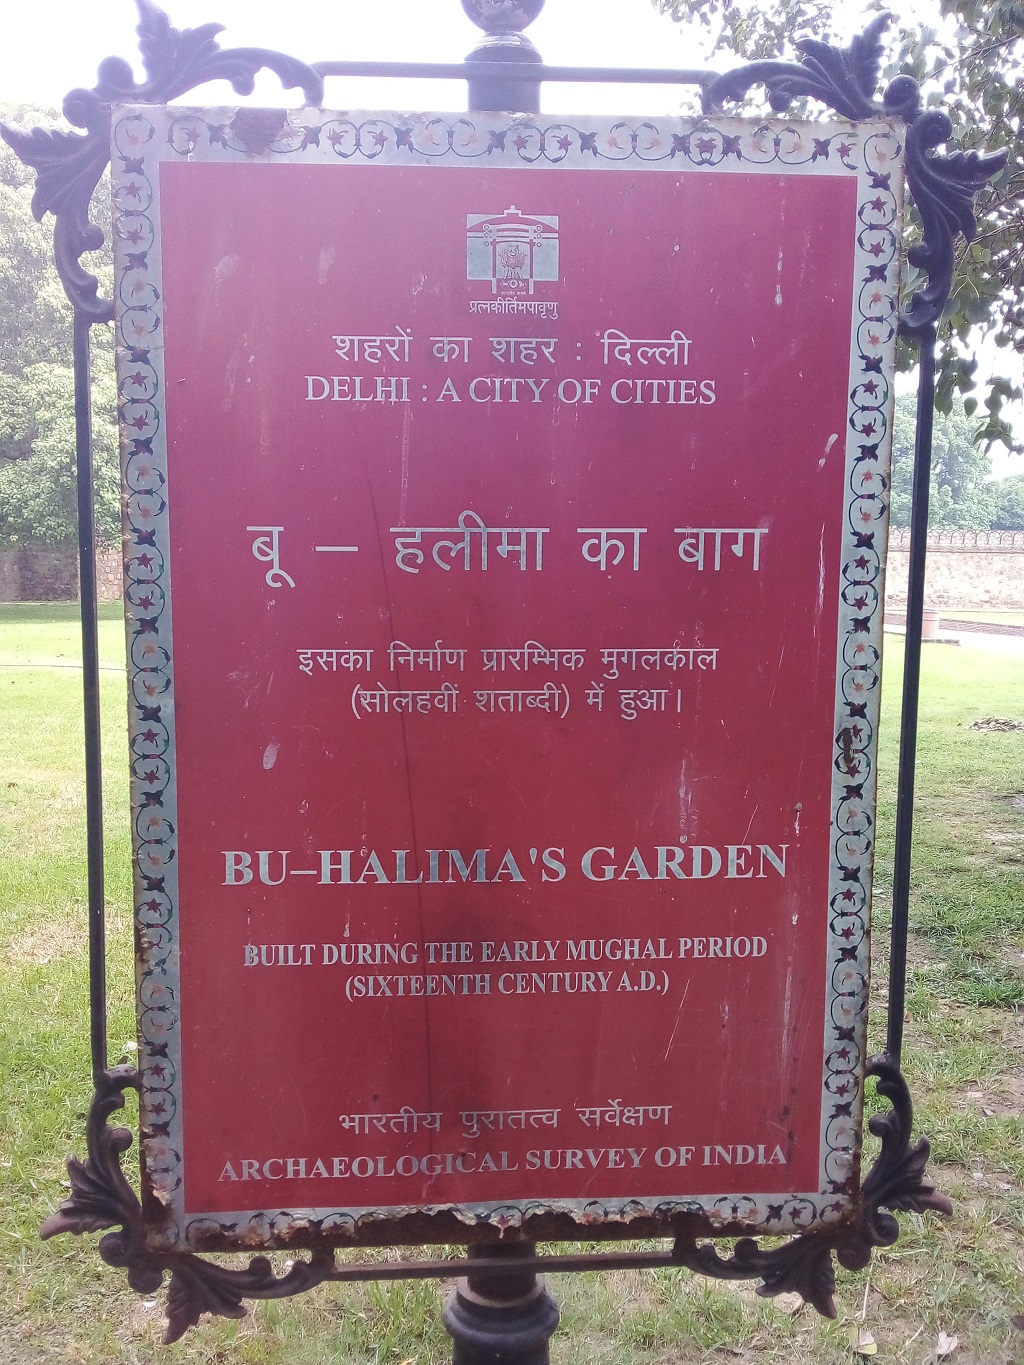 प्रत्नकीर्तिमपावृणु
शहरों का शहर : दिल्ली
DELHI : A CITY OF CITIES
बू – हलीमा का बाग
इसका निर्माण प्रारम्भिक मुगलकाल
(सोलहवीं शताब्दी) में हुआ।
BU–HALIMA'S GARDEN
BUILT DURING THE EARLY MUGHAL PERIOD
(SIXTEENTH CENTURY A.D.)
भारतीय पुरातत्व सर्वेक्षण
ARCHAEOLOGICAL SURVEY OF INDIA